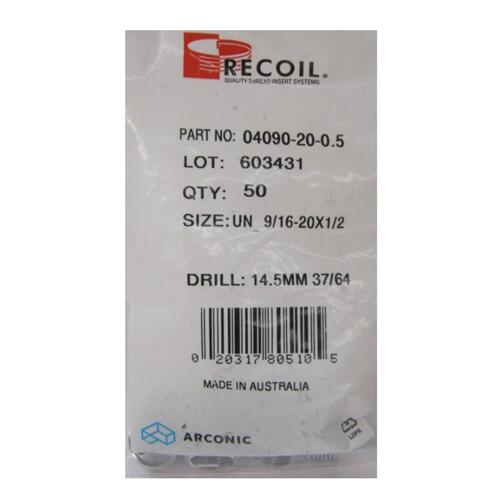 RECOIL®
QUALITY THREAD INSERT SYSTEMS
PART NO: 04090-20-0.5
LOT: 603431
QTY: 50
SIZE: UN_9/16-20X1/2
DRILL: 14.5MM 37/64
0 20317 80510 5
MADE IN AUSTRALIA
ARCONIC
LDPE